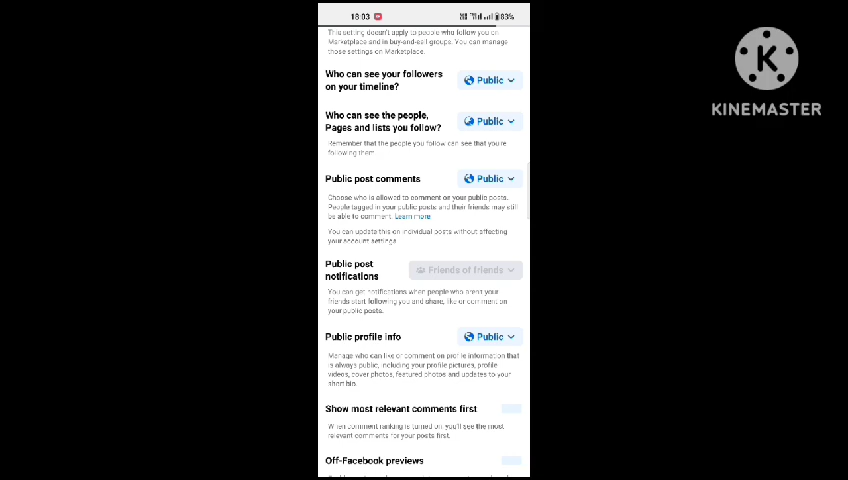 18:03
83%
This setting doesn't apply to people who follow you on
Marketplace and in buy-and-sell groups. You can manage
those settings on Marketplace.
Who can see your followers
on your timeline?
Public
Who can see the people,
Pages and lists you follow?
Public
Remember that the people you follow can see that you're
following them.
Public post comments
Public
Choose who is allowed to comment on your public posts.
People tagged in your public posts and their friends may still
be able to comment. Learn more
You can update this on individual posts without affecting
your account settings.
Public post
notifications
Friends of friends
You can get notifications when people who aren't your
friends start following you and share, like or comment on
your public posts.
Public profile info
Public
Manage who can like or comment on profile information that
is always public, including your profile pictures, profile
videos, cover photos, featured photos and updates to your
short bio.
Show most relevant comments first
When comment ranking is turned on you'll see the most
relevant comments for your posts first.
Off-Facebook previews
K
KINEMASTER